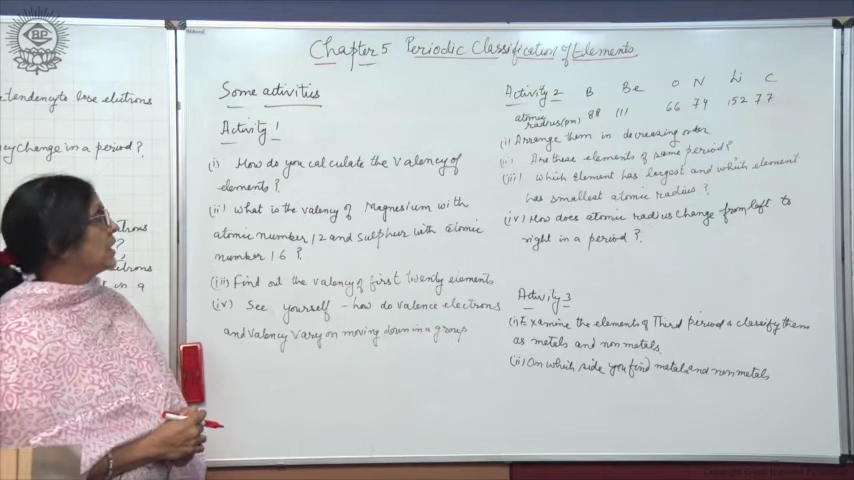 BP
Chapter 5 Periodic Classification of Elements
a tendency to lose electrons
ncy change in a period?
trons
?
ctrons
t in a
Some activities
Activity 1
(i) How do you calculate the valency of
elements?
(ii) What is the valency of Magnesium with
atomic number 12 and Sulphur with atomic
number 16 ?
(iii) Find out the valency of first twenty elements
(iv) See yourself - how do valence electrons
and valency vary on moving down in a group
Activity 2 B Be O N Li C
atomic radius (pm) 88 111 66 74 152 77
(i) Arrange them in decreasing order
(ii) Are these elements of same period?
(iii) Which element has largest and which element
has smallest atomic radius?
(iv) How does atomic radius change from left to
right in a period ?
Activity 3
(i) Examine the elements of Third period & classify them
as metals and non metals
(ii) On which side you find metals and non metals